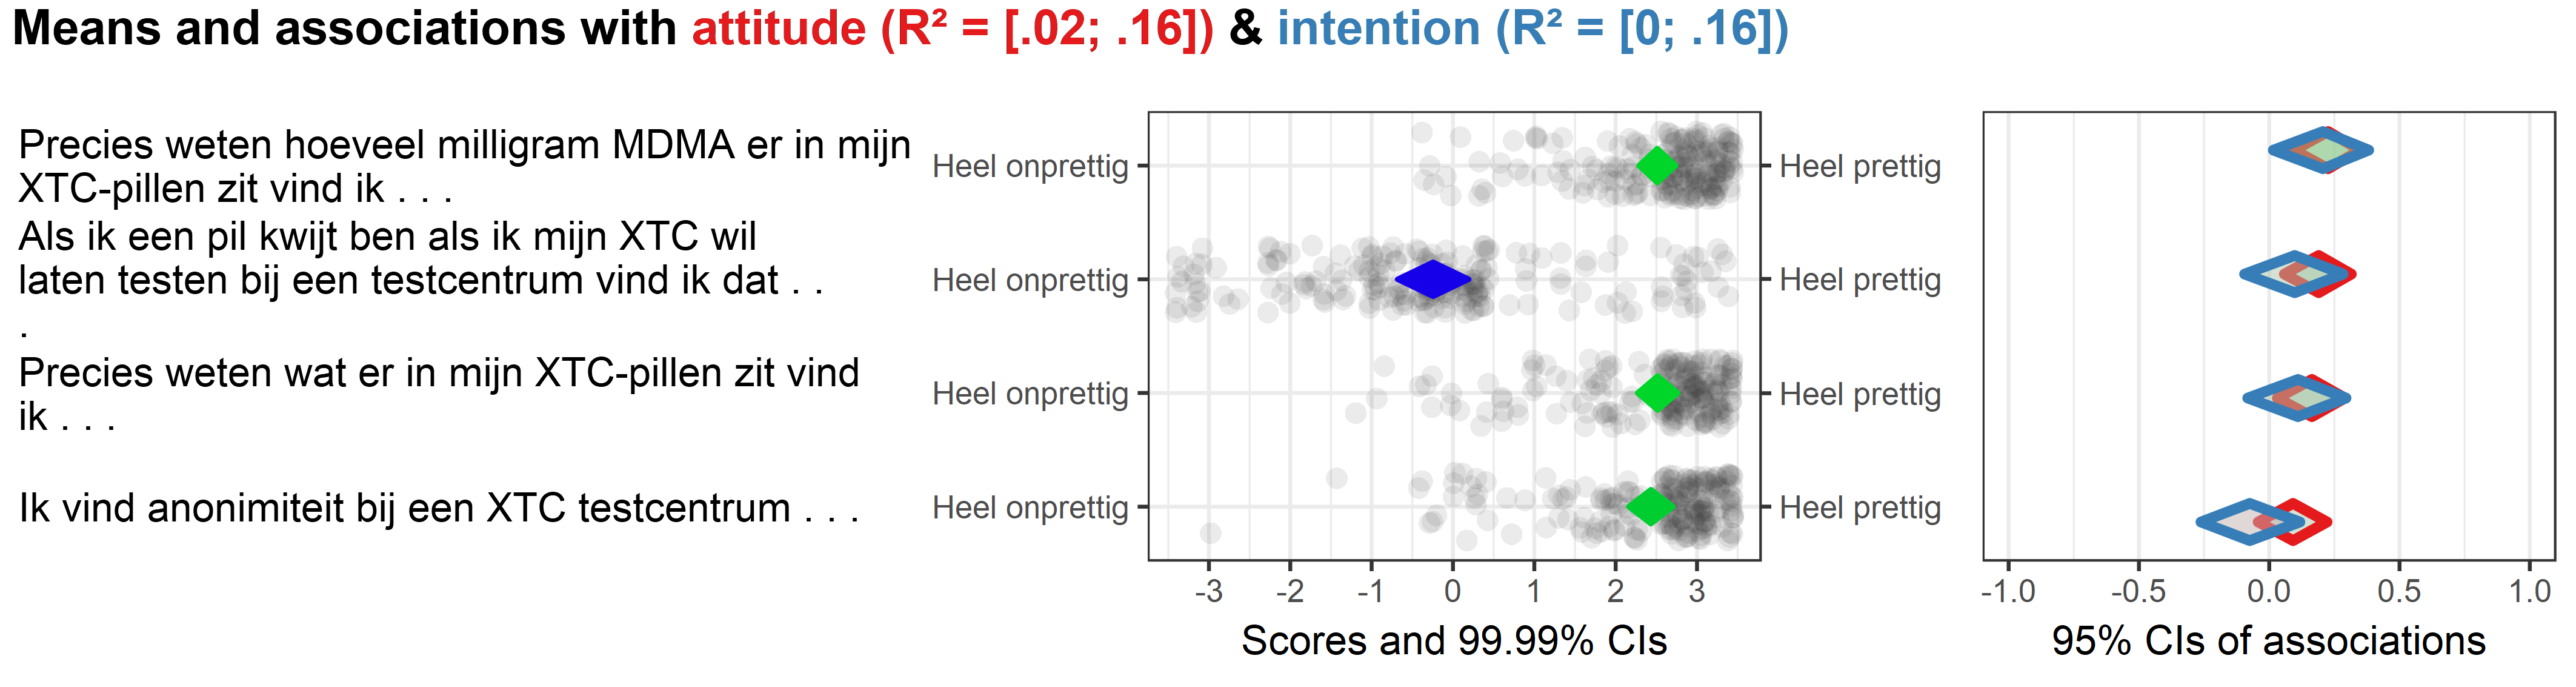 Means and associations with attitude (R² = [.02; .16]) & intention (R² = [0; .16])
Precies weten hoeveel milligram MDMA er in mijn
XTC-pillen zit vind ik . . .
Heel onprettig
Heel prettig
Als ik een pil kwijt ben als ik mijn XTC wil
laten testen bij een testcentrum vind ik dat . .
.
Heel onprettig
Heel prettig
Precies weten wat er in mijn XTC-pillen zit vind
ik . . .
Heel onprettig
Heel prettig
Ik vind anonimiteit bij een XTC testcentrum . . .
Heel onprettig
Heel prettig
-3 -2 -1 0 1 2 3
Scores and 99.99% CIs
-1.0 -0.5 0.0 0.5 1.0
95% CIs of associations